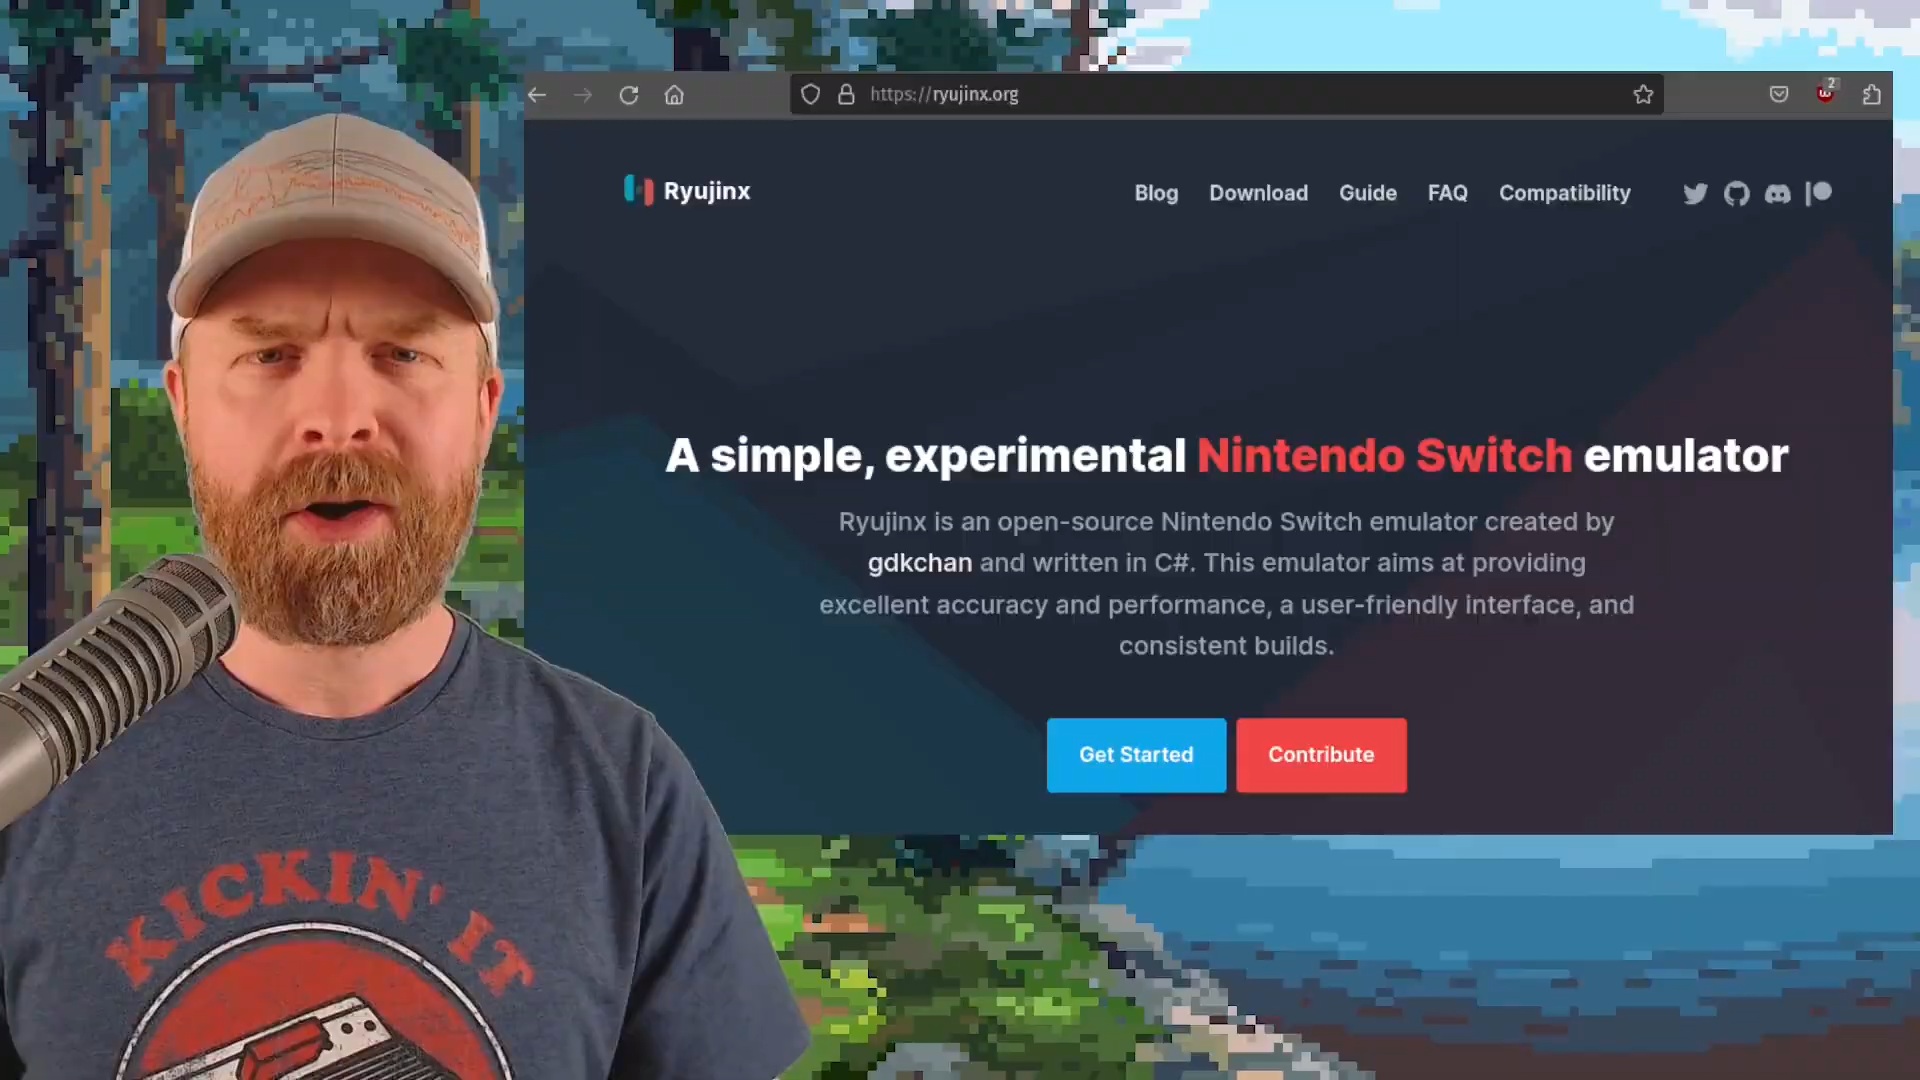 https://ryujinx.org
2
Ryujinx
Blog Download Guide FAQ Compatibility
A simple, experimental Nintendo Switch emulator
Ryujinx is an open-source Nintendo Switch emulator created by
gdkchan and written in C#. This emulator aims at providing
excellent accuracy and performance, a user-friendly interface, and
consistent builds.
Get Started Contribute
KICKIN' IT